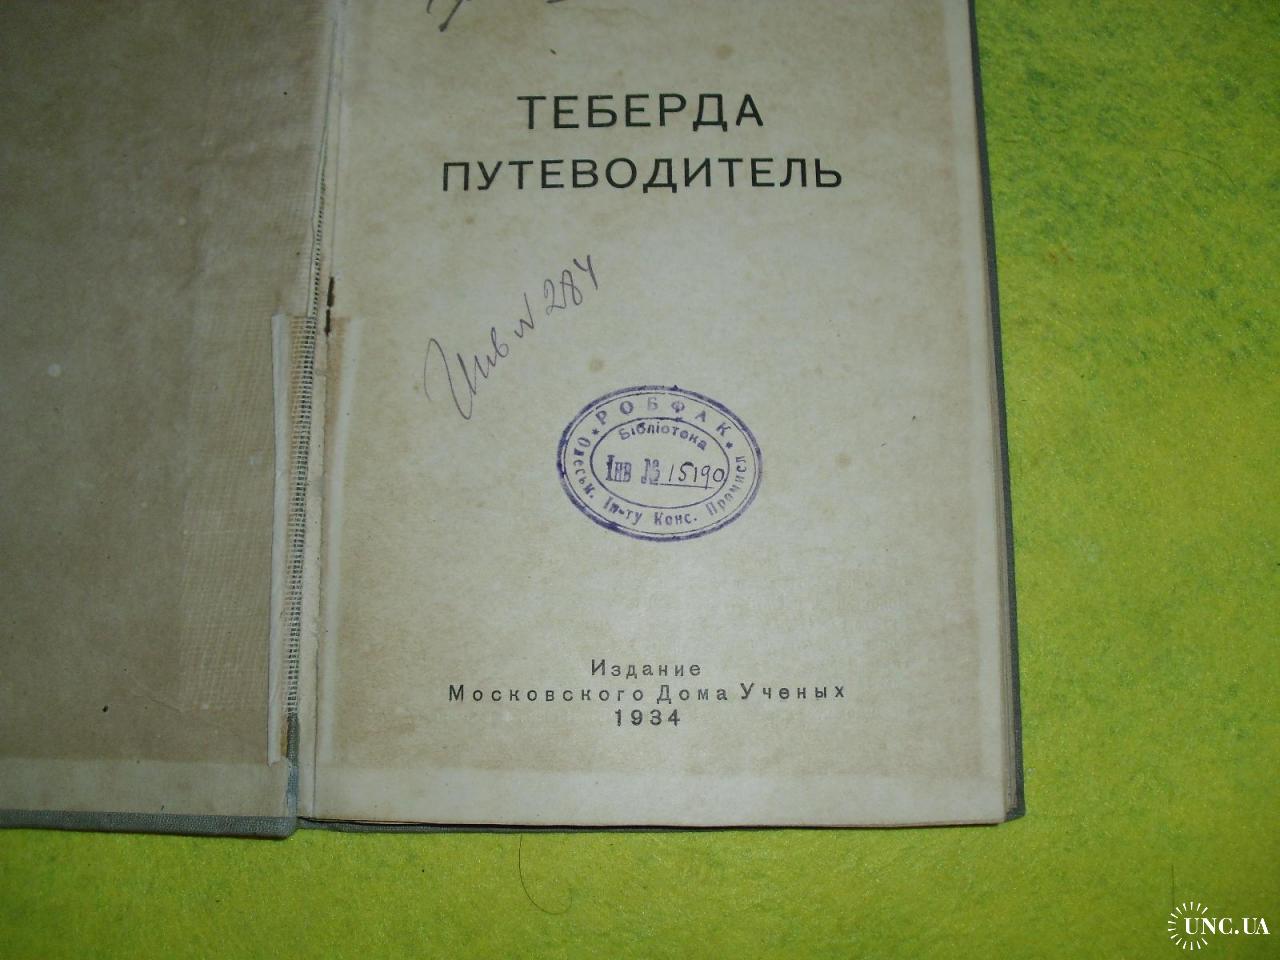 ТЕБЕРДА
ПУТЕВОДИТЕЛЬ
Инв № 284
РОБФАК
Бібліотека
Інв № 15190
Одеськ. Ін-ту Конс. Промисл
Издание
Московского Дома Ученых
1934
UNC.UA